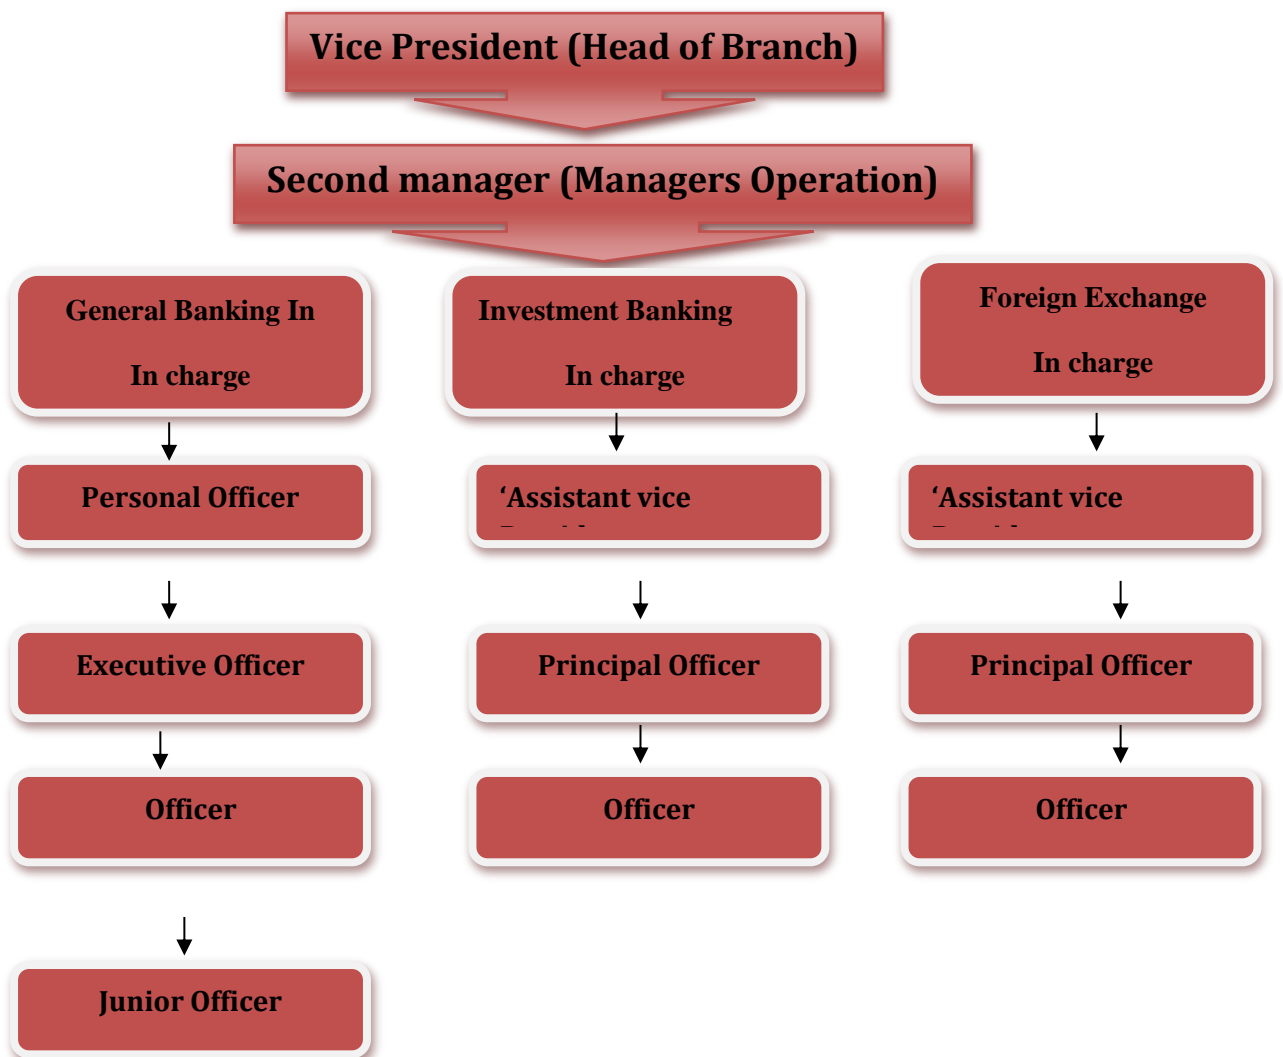 Vice President (Head of Branch)
Second manager (Managers Operation)
General Banking In
In charge
Investment Banking
In charge
Foreign Exchange
In charge
Personal Officer
‘Assistant vice
‘Assistant vice
Executive Officer
Principal Officer
Principal Officer
Officer
Officer
Officer
Junior Officer